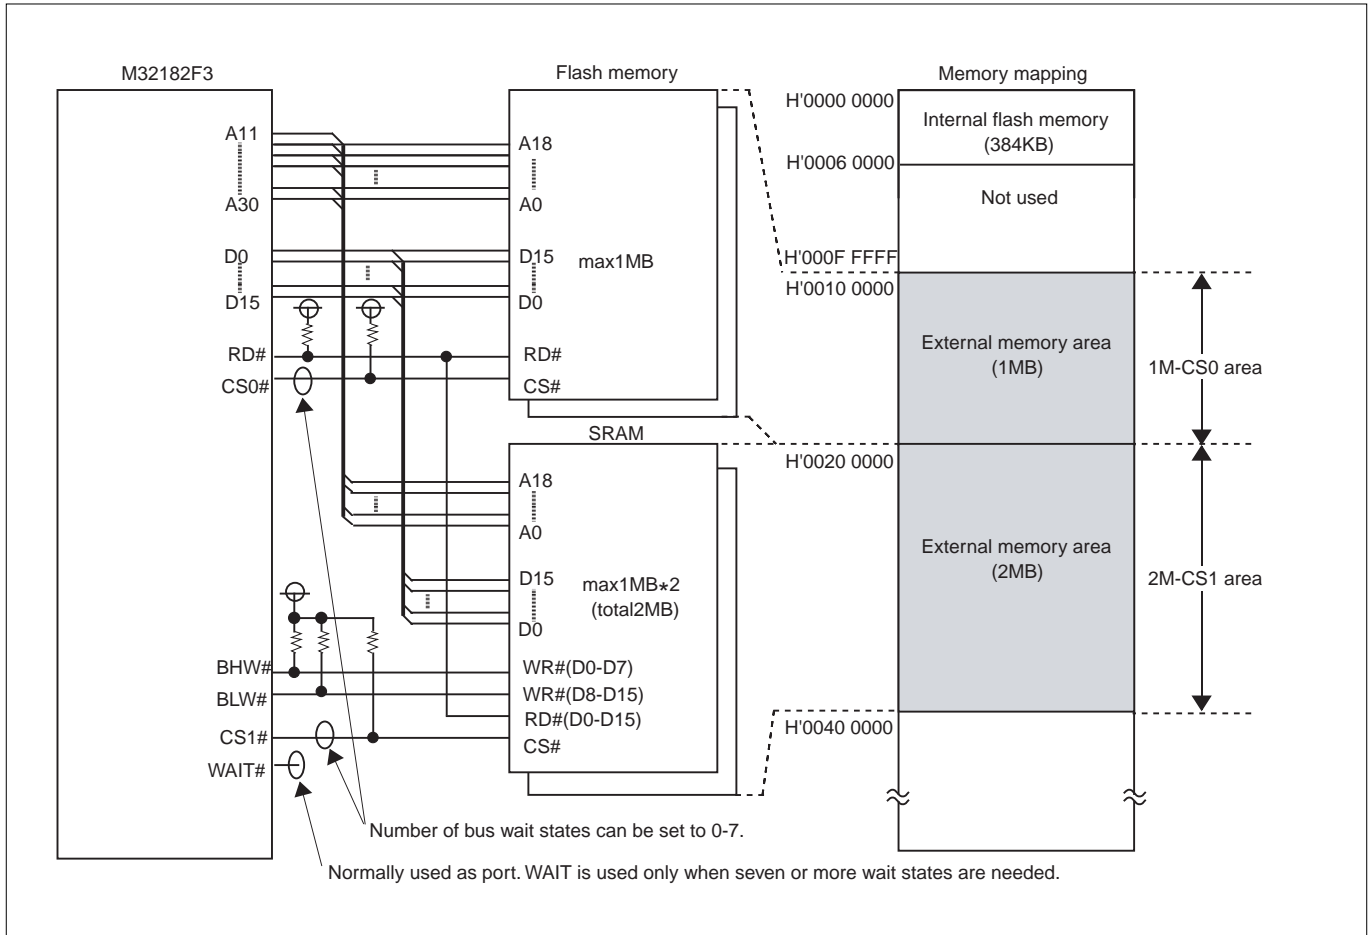 M32182F3
A11
A30
D0
D15
RD#
CS0#
BHW#
BLW#
CS1#
WAIT#
Flash memory
A18
A0
D15
max1MB
D0
RD#
CS#
SRAM
A18
A0
D15
max1MB*2
(total2MB)
D0
WR#(D0-D7)
WR#(D8-D15)
RD#(D0-D15)
CS#
Memory mapping
H'0000 0000
Internal flash memory
(384KB)
H'0006 0000
Not used
H'000F FFFF
H'0010 0000
External memory area
(1MB)
1M-CS0 area
H'0020 0000
External memory area
(2MB)
2M-CS1 area
H'0040 0000
Number of bus wait states can be set to 0-7.
Normally used as port. WAIT is used only when seven or more wait states are needed.